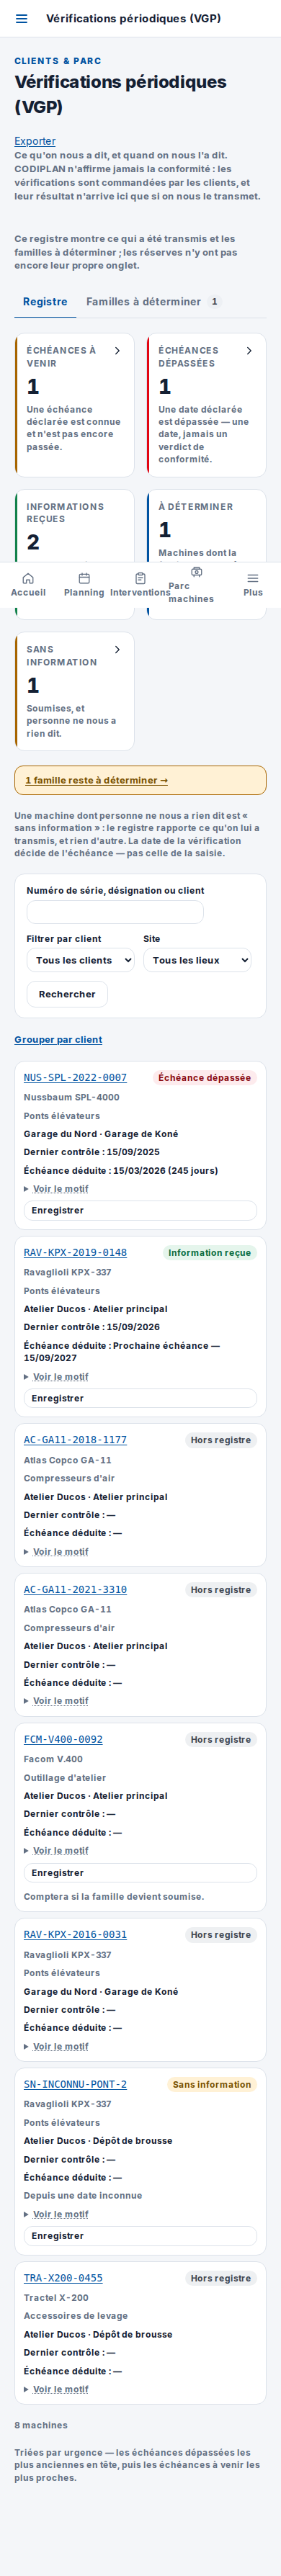 Vérifications périodiques (VGP)
CLIENTS & PARC
Vérifications périodiques
(VGP)
Exporter
Ce qu'on nous a dit, et quand on nous l'a dit.
CODIPLAN n'affirme jamais la conformité : les
vérifications sont commandées par les clients, et
leur résultat n'arrive ici que si on nous le transmet.
Ce registre montre ce qui a été transmis et les
familles à déterminer ; les réserves n'y ont pas
encore leur propre onglet.
Registre
Familles à déterminer 1
ÉCHÉANCES À
VENIR
1
Une échéance
déclarée est connue
et n'est pas encore
passée.
ÉCHÉANCES
DÉPASSÉES
1
Une date déclarée
est dépassée — une
date, jamais un
verdict de
conformité.
INFORMATIONS
REÇUES
2
À DÉTERMINER
1
Machines dont la
Accueil
Planning
Interventions
Parc
machines
Plus
SANS
INFORMATION
1
Soumises, et
personne ne nous a
rien dit.
1 famille reste à déterminer →
Une machine dont personne ne nous a rien dit est «
sans information » : le registre rapporte ce qu'on lui a
transmis, et rien d'autre. La date de la vérification
décide de l'échéance — pas celle de la saisie.
Numéro de série, désignation ou client
Filtrer par client
Site
Tous les clients
Tous les lieux
Rechercher
Grouper par client
NUS-SPL-2022-0007
Échéance dépassée
Nussbaum SPL-4000
Ponts élévateurs
Garage du Nord · Garage de Koné
Dernier contrôle : 15/09/2025
Échéance déduite : 15/03/2026 (245 jours)
▶ Voir le motif
Enregistrer
RAV-KPX-2019-0148
Information reçue
Ravaglioli KPX-337
Ponts élévateurs
Atelier Ducos · Atelier principal
Dernier contrôle : 15/09/2026
Échéance déduite : Prochaine échéance —
15/09/2027
▶ Voir le motif
Enregistrer
AC-GA11-2018-1177
Hors registre
Atlas Copco GA-11
Compresseurs d'air
Atelier Ducos · Atelier principal
Dernier contrôle : —
Échéance déduite : —
▶ Voir le motif
AC-GA11-2021-3310
Hors registre
Atlas Copco GA-11
Compresseurs d'air
Atelier Ducos · Atelier principal
Dernier contrôle : —
Échéance déduite : —
▶ Voir le motif
FCM-V400-0092
Hors registre
Facom V.400
Outillage d'atelier
Atelier Ducos · Atelier principal
Dernier contrôle : —
Échéance déduite : —
▶ Voir le motif
Enregistrer
Comptera si la famille devient soumise.
RAV-KPX-2016-0031
Hors registre
Ravaglioli KPX-337
Ponts élévateurs
Garage du Nord · Garage de Koné
Dernier contrôle : —
Échéance déduite : —
▶ Voir le motif
SN-INCONNU-PONT-2
Sans information
Ravaglioli KPX-337
Ponts élévateurs
Atelier Ducos · Dépôt de brousse
Dernier contrôle : —
Échéance déduite : —
Depuis une date inconnue
▶ Voir le motif
Enregistrer
TRA-X200-0455
Hors registre
Tractel X-200
Accessoires de levage
Atelier Ducos · Dépôt de brousse
Dernier contrôle : —
Échéance déduite : —
▶ Voir le motif
8 machines
Triées par urgence — les échéances dépassées les
plus anciennes en tête, puis les échéances à venir les
plus proches.